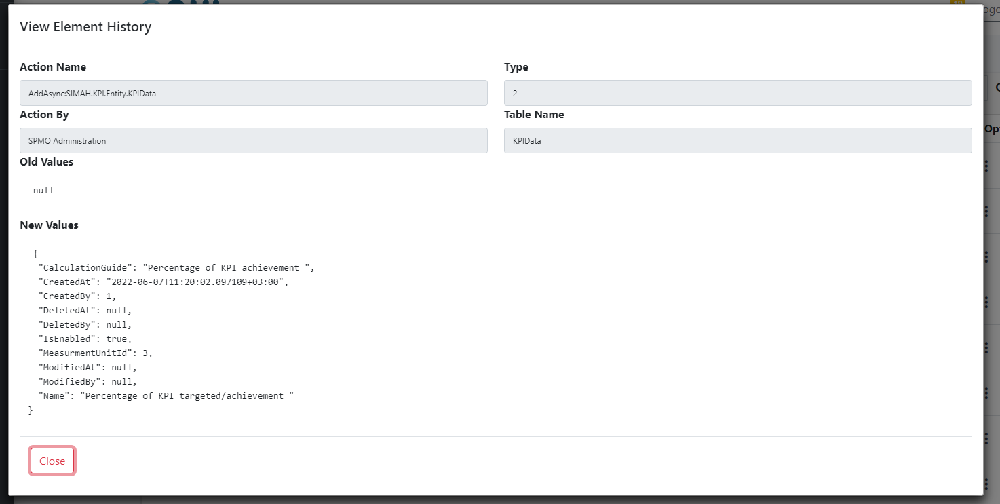 View Element History
Action Name
Type
AddAsync:SIMAH.KPI.Entity.KPIData
2
Action By
Table Name
SPMO Administration
KPIData
Old Values
null
New Values
{
"CalculationGuide": "Percentage of KPI achievement ",
"CreatedAt": "2022-06-07T11:20:02.097109+03:00",
"CreatedBy": 1,
"DeletedAt": null,
"DeletedBy": null,
"IsEnabled": true,
"MeasurmentUnitId": 3,
"ModifiedAt": null,
"ModifiedBy": null,
"Name": "Percentage of KPI targeted/achievement "
}
Close